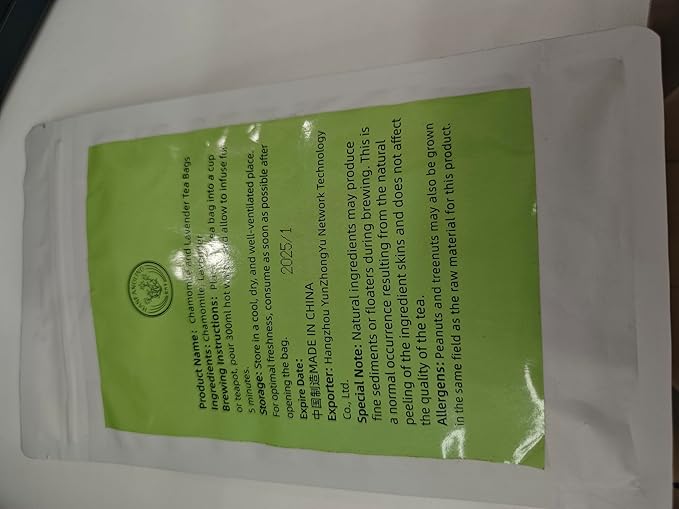 Product Name: Chamomile and Lavender Tea Bags
Ingredients: Chamomile, Lavender
Brewing Instructions: tea bag into a cup
or teapot, pour 300ml hot and allow to infuse
5 minutes.
Storage: Store in a cool, dry, and well-ventilated place.
For optimal freshness, consume as soon as possible after
opening the bag.
Expire Date: 2025/1
中国制造MADE IN CHINA
Exporter: Hangzhou YunZhongYu Network Technology
Co., Ltd.
Special Note: Natural ingredients may produce
fine sediments or floaters during brewing. This is
a normal occurrence resulting from the natural
peeling of the ingredient skins and does not affect
the quality of the tea.
Allergens: Peanuts and treenuts may also be grown
in the same field as the raw material for this product.